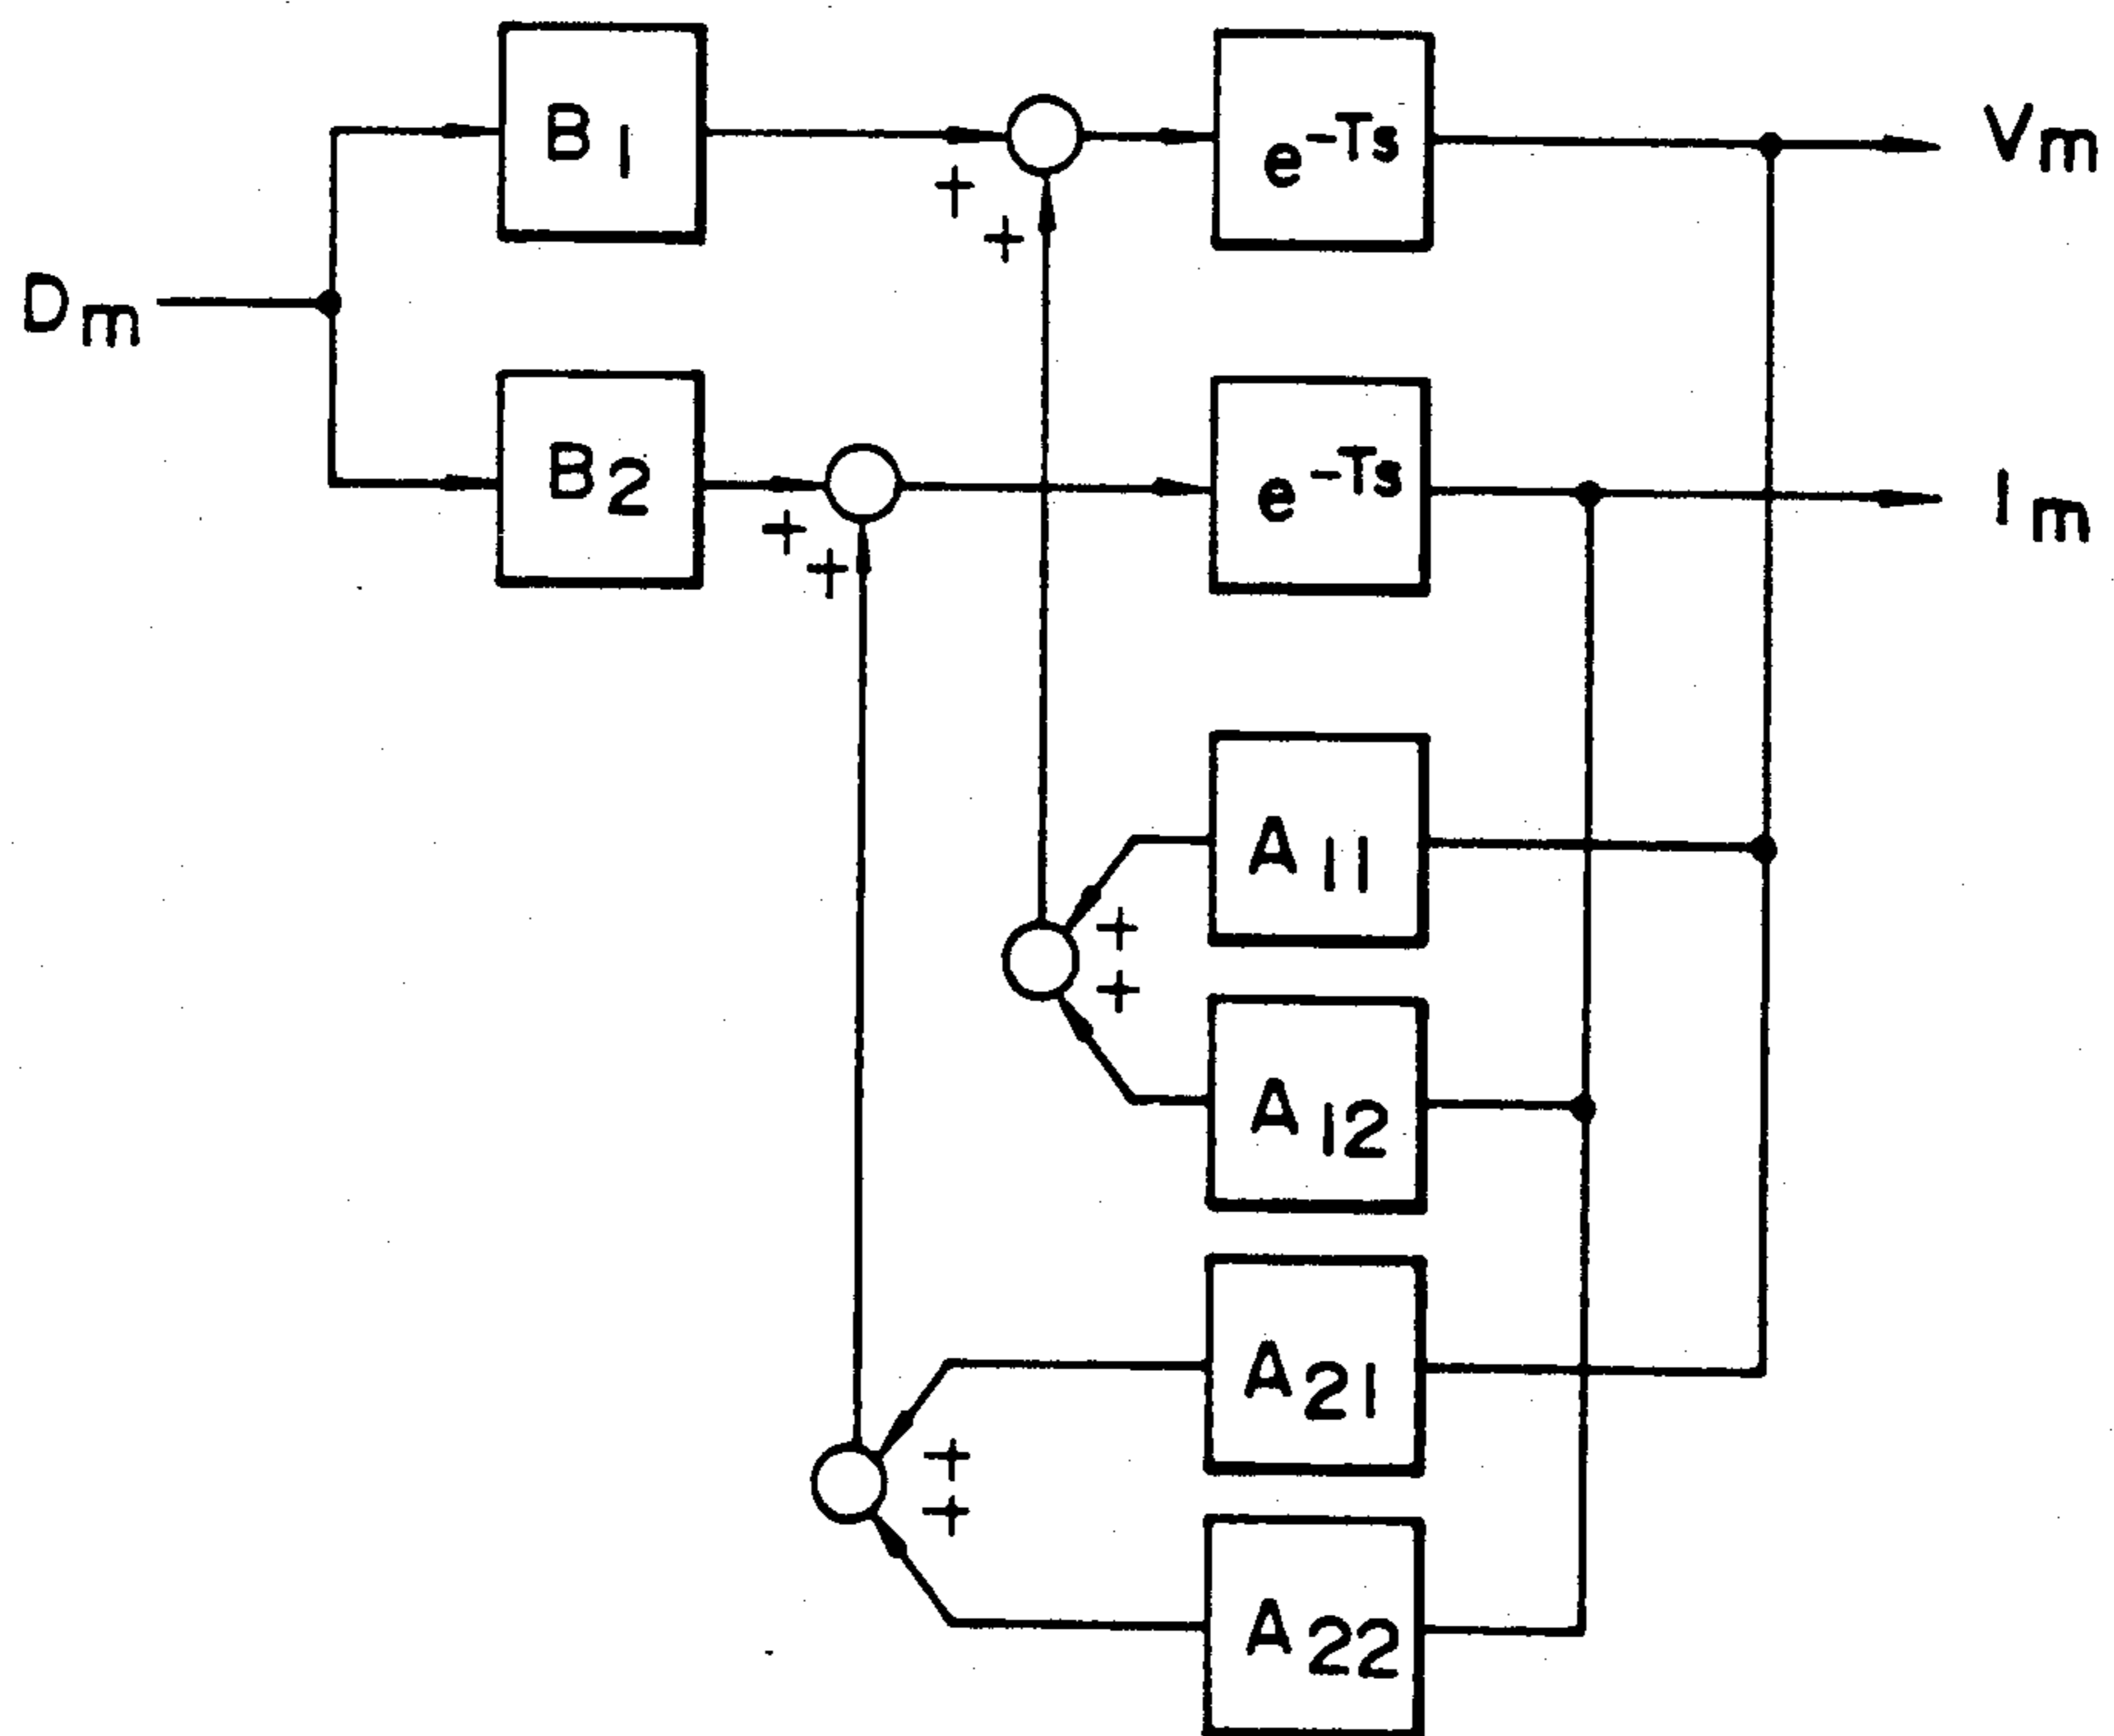 B1
e-Ts
Vm
+
+
Dm
B2
e-Ts
Im
+
+
A11
+
+
A12
A21
+
+
A22